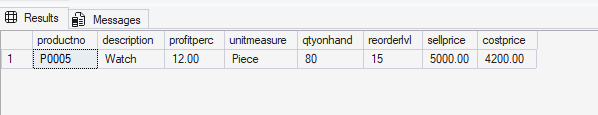 Results Messages
productno description profitperc unitmeasure qtyonhand reorderlvl sellprice costprice
1 P0005 Watch 12.00 Piece 80 15 5000.00 4200.00